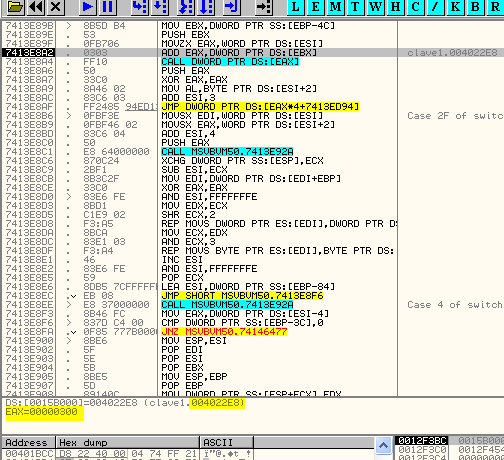 L E M T W H C / K B R
7413E89B . 8B5D B4 MOV EBX,DWORD PTR SS:[EBP-4C]
7413E89E > 53 PUSH EBX
7413E89F . 0FB706 MOVZX EAX,WORD PTR DS:[ESI]
7413E8A2 . 0303 ADD EAX,DWORD PTR DS:[EBX] clave1.004022E8
7413E8A4 . FF10 CALL DWORD PTR DS:[EAX]
7413E8A6 . 50 PUSH EAX
7413E8A7 . 33C0 XOR EAX,EAX
7413E8A9 . 8A46 02 MOV AL,BYTE PTR DS:[ESI+2]
7413E8AC . 83C6 03 ADD ESI,3
7413E8AF .- FF2485 94ED13 JMP DWORD PTR DS:[EAX*4+7413ED94]
7413E8B6 > 0FBF3E MOVSX EDI,WORD PTR DS:[ESI] Case 2F of switch
7413E8B9 . 0FBF46 02 MOVSX EAX,WORD PTR DS:[ESI+2]
7413E8BD . 83C6 04 ADD ESI,4
7413E8C0 . 50 PUSH EAX
7413E8C1 . E8 64000000 CALL MSVBVM50.7413E92A
7413E8C6 . 870C24 XCHG DWORD PTR SS:[ESP],ECX
7413E8C9 . 2BF1 SUB ESI,ECX
7413E8CB . 8B3C2F MOV EDI,DWORD PTR DS:[EDI+EBP]
7413E8CE . 33C0 XOR EAX,EAX
7413E8D0 . 83E6 FE AND ESI,FFFFFFFE
7413E8D3 . 8BD1 MOV EDX,ECX
7413E8D5 . C1E9 02 SHR ECX,2
7413E8D8 . F3:A5 REP MOVS DWORD PTR ES:[EDI],DWORD PTR DS
7413E8DA . 8BCA MOV ECX,EDX
7413E8DC . 83E1 03 AND ECX,3
7413E8DF . F3:A4 REP MOVS BYTE PTR ES:[EDI],BYTE PTR DS:
7413E8E1 . 46 INC ESI
7413E8E2 . 83E6 FE AND ESI,FFFFFFFE
7413E8E5 . 59 POP ECX
7413E8E6 . 8DB5 7CFFFFFF LEA ESI,DWORD PTR SS:[EBP-84]
7413E8EC . EB 08 JMP SHORT MSVBVM50.7413E8F6
7413E8EE > E8 37000000 CALL MSVBVM50.7413E92A Case 4 of switch
7413E8F3 . 8B46 FC MOV EAX,DWORD PTR DS:[ESI-4]
7413E8F6 > 837D C4 00 CMP DWORD PTR SS:[EBP-3C],0
7413E8FA . 0F85 777B0000 JNZ MSVBVM50.74146477
7413E900 > 8BE6 MOV ESP,ESI
7413E902 . 5F POP EDI
7413E903 . 5E POP ESI
7413E904 . 5B POP EBX
7413E905 . 8BE5 MOV ESP,EBP
7413E907 . 5D POP EBP
7413E908 . 89140C MOV DWORD PTR SS:[ESP+ECX],EDX
DS:[0015B000]=004022E8 (clave1.004022E8)
EAX=00000300
Address Hex dump ASCII
00401BCC D8 22 40 00 04 74 FF 21
0012F3BC 0015B000
0012F3C0 0012F454